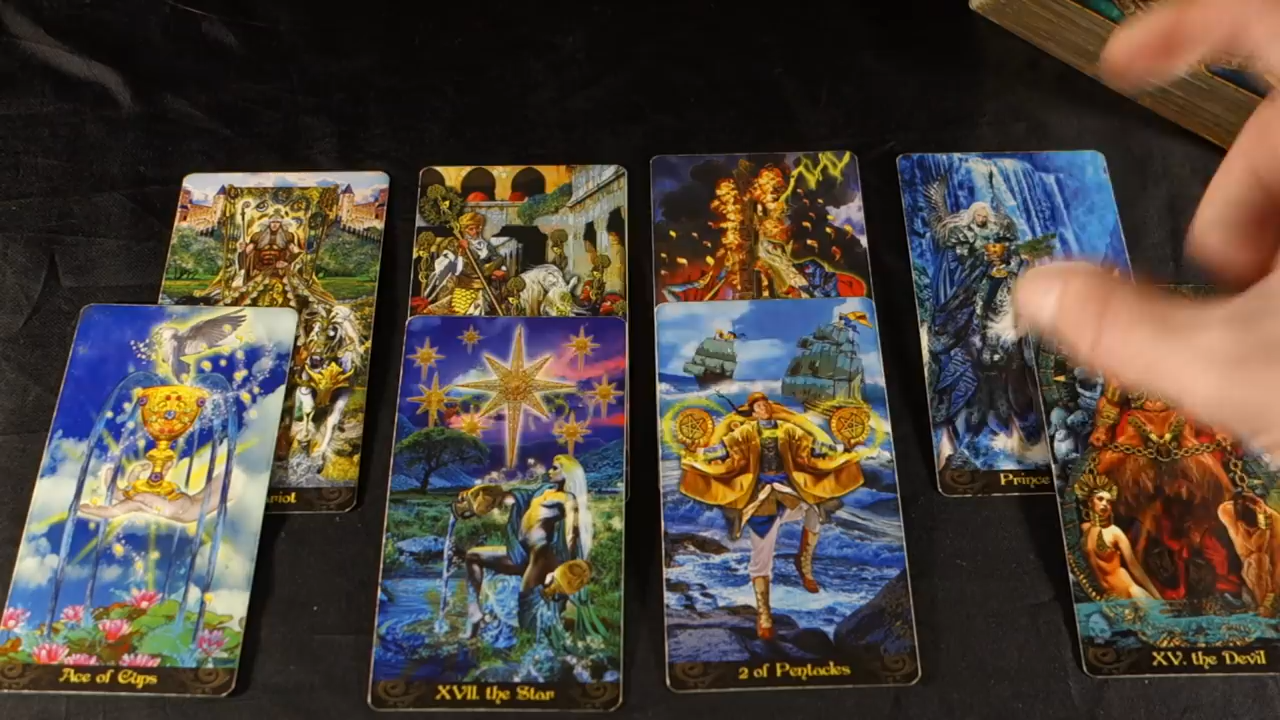 ariot
Prince
Ace of Cups
XVII. the Star
2 of Pentacles
XV. the Devil